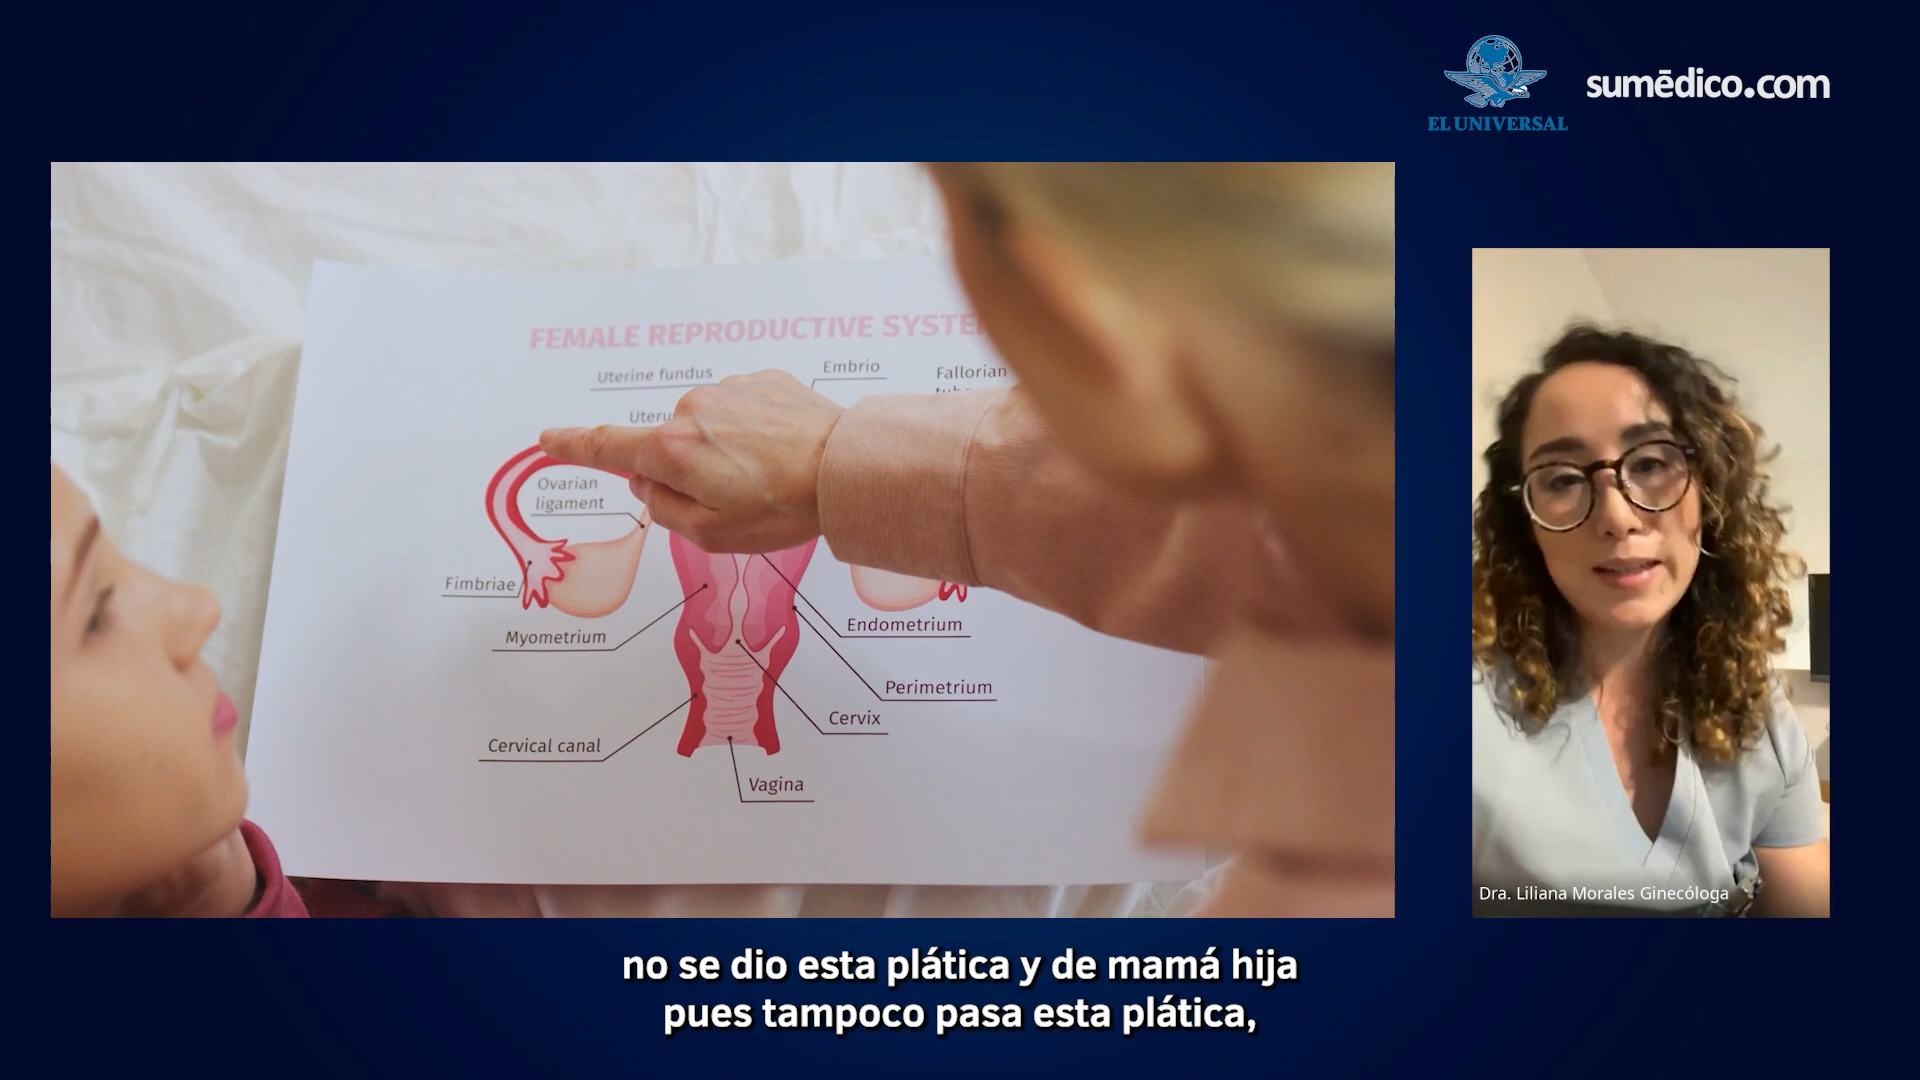 EL UNIVERSAL
sumēdico.com
FEMALE REPRODUCTIVE SYSTE
Uterine fundus
Embrio
Fallorian
Uteru
Ovarian
ligament
Fimbriae
Myometrium
Endometrium
Perimetrium
Cervix
Cervical canal
Vagina
Dra. Liliana Morales Ginecóloga
no se dio esta plática y de mamá hija
pues tampoco pasa esta plática,